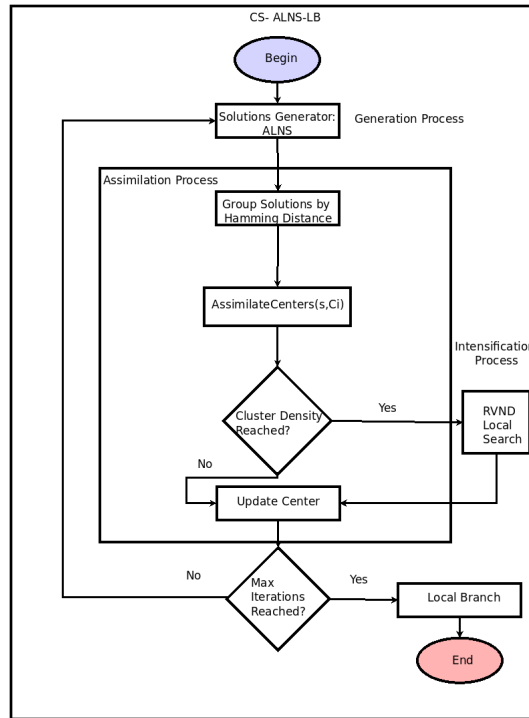 CS- ALNS-LB
Begin
Solutions Generator:
ALNS
Generation Process
Assimilation Process
Group Solutions by
Hamming Distance
AssimilateCenters(s,Ci)
Intensification
Process
Cluster Density
Reached?
Yes
RVND
Local
Search
No
Update Center
No
Max
Iterations
Reached?
Yes
Local Branch
End